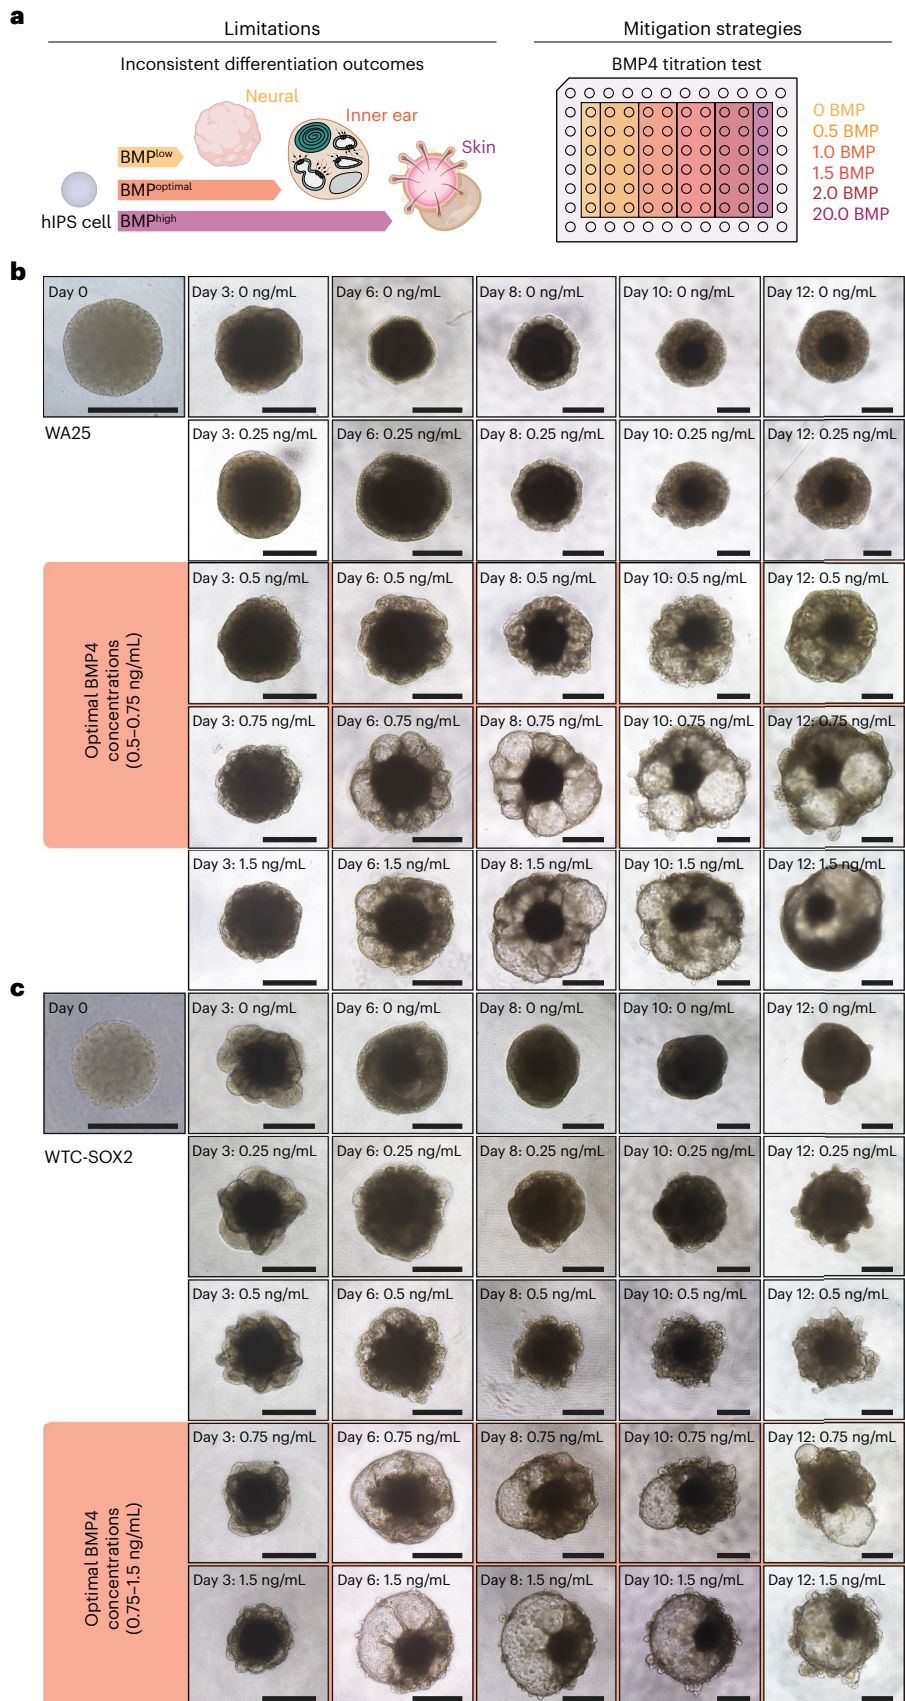 a
Limitations
Mitigation strategies
Inconsistent differentiation outcomes
BMP4 titration test
Neural
Inner ear
Skin
BMPlow
BMPoptimal
BMPhigh
hIPS cell
0 BMP
0.5 BMP
1.0 BMP
1.5 BMP
2.0 BMP
20.0 BMP
b
Day 0
Day 3: 0 ng/mL
Day 6: 0 ng/mL
Day 8: 0 ng/mL
Day 10: 0 ng/mL
Day 12: 0 ng/mL
WA25
Day 3: 0.25 ng/mL
Day 6: 0.25 ng/mL
Day 8: 0.25 ng/mL
Day 10: 0.25 ng/mL
Day 12: 0.25 ng/mL
Optimal BMP4
concentrations
(0.5–0.75 ng/mL)
Day 3: 0.5 ng/mL
Day 6: 0.5 ng/mL
Day 8: 0.5 ng/mL
Day 10: 0.5 ng/mL
Day 12: 0.5 ng/mL
Day 3: 0.75 ng/mL
Day 6: 0.75 ng/mL
Day 8: 0.75 ng/mL
Day 10: 0.75 ng/mL
Day 12: 0.75 ng/mL
Day 3: 1.5 ng/mL
Day 6: 1.5 ng/mL
Day 8: 1.5 ng/mL
Day 10: 1.5 ng/mL
Day 12: 1.5 ng/mL
c
Day 0
Day 3: 0 ng/mL
Day 6: 0 ng/mL
Day 8: 0 ng/mL
Day 10: 0 ng/mL
Day 12: 0 ng/mL
WTC-SOX2
Day 3: 0.25 ng/mL
Day 6: 0.25 ng/mL
Day 8: 0.25 ng/mL
Day 10: 0.25 ng/mL
Day 12: 0.25 ng/mL
Day 3: 0.5 ng/mL
Day 6: 0.5 ng/mL
Day 8: 0.5 ng/mL
Day 10: 0.5 ng/mL
Day 12: 0.5 ng/mL
Optimal BMP4
concentrations
(0.75–1.5 ng/mL)
Day 3: 0.75 ng/mL
Day 6: 0.75 ng/mL
Day 8: 0.75 ng/mL
Day 10: 0.75 ng/mL
Day 12: 0.75 ng/mL
Day 3: 1.5 ng/mL
Day 6: 1.5 ng/mL
Day 8: 1.5 ng/mL
Day 10: 1.5 ng/mL
Day 12: 1.5 ng/mL